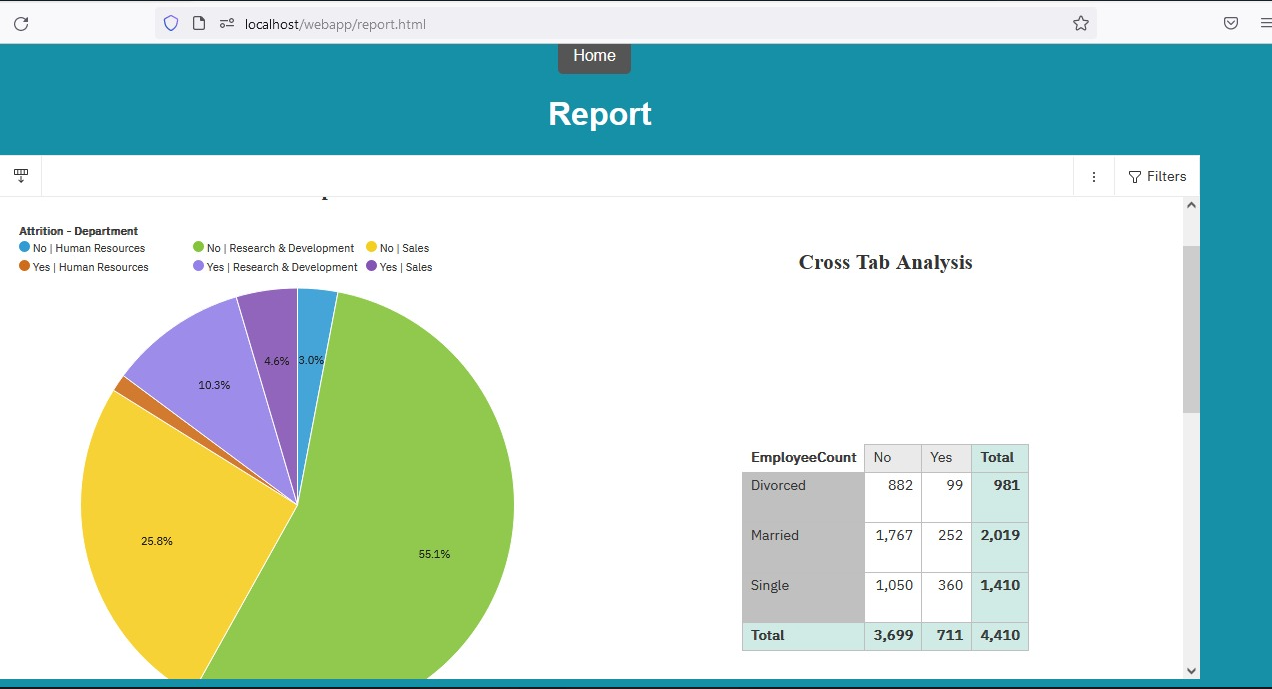 localhost/webapp/report.html
Home
Report
Filters
Attrition - Department
No | Human Resources
No | Research & Development
No | Sales
Yes | Human Resources
Yes | Research & Development
Yes | Sales
4.6%
3.0%
10.3%
25.8%
55.1%
Cross Tab Analysis
EmployeeCount No Yes Total
Divorced 882 99 981
Married 1,767 252 2,019
Single 1,050 360 1,410
Total 3,699 711 4,410